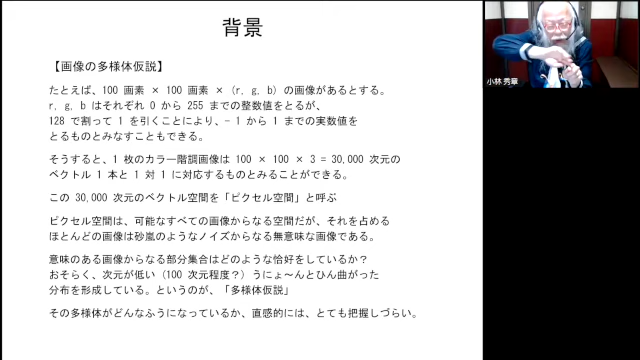 背景
【画像の多様体仮説】
たとえば、100 画素 × 100 画素 × (r, g, b) の画像があるとする。
r, g, b はそれぞれ 0 から 255 までの整数値をとるが、
128 で割って 1 を引くことにより、- 1 から 1 までの実数値を
とるものとみなすこともできる。
そうすると、1 枚のカラー階調画像は 100 × 100 × 3 = 30,000 次元の
ベクトル 1 本と 1 対 1 に対応するものとみることができる。
この 30,000 次元のベクトル空間を「ピクセル空間」と呼ぶ
ピクセル空間は、可能なすべての画像からなる空間だが、それを占める
ほとんどの画像は砂嵐のようなノイズからなる無意味な画像である。
意味のある画像からなる部分集合はどのような恰好をしているか?
おそらく、次元が低い (100 次元程度?) うにょ~んとひん曲がった
分布を形成している。というのが、「多様体仮説」
その多様体がどんなふうになっているか、直感的には、とても把握しづらい。
小林 秀章